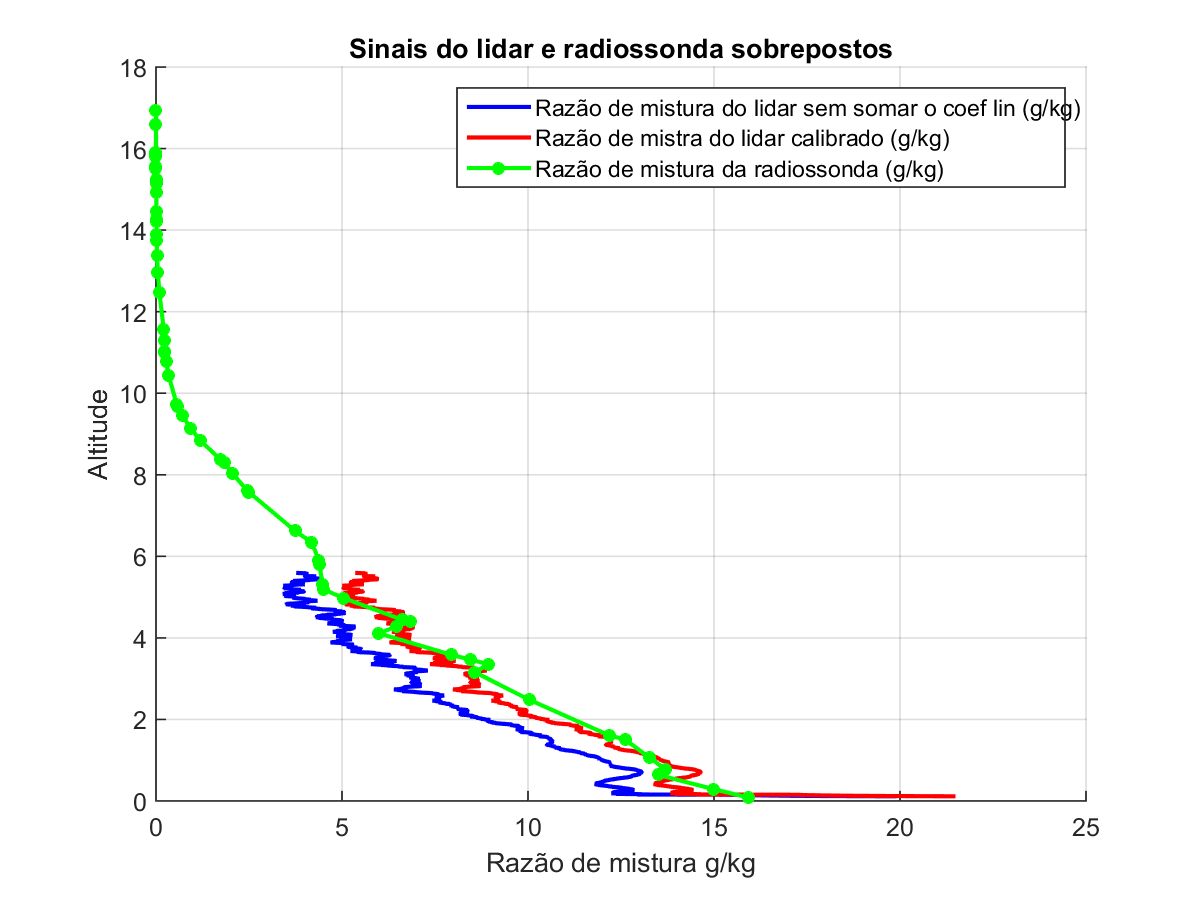 Sinais do lidar e radiossonda sobrepostos
18
16
14
12
10
8
6
4
2
0
Altitude
Razão de mistura do lidar sem somar o coef lin (g/kg)
Razão de mistra do lidar calibrado (g/kg)
Razão de mistura da radiossonda (g/kg)
0 5 10 15 20 25
Razão de mistura g/kg